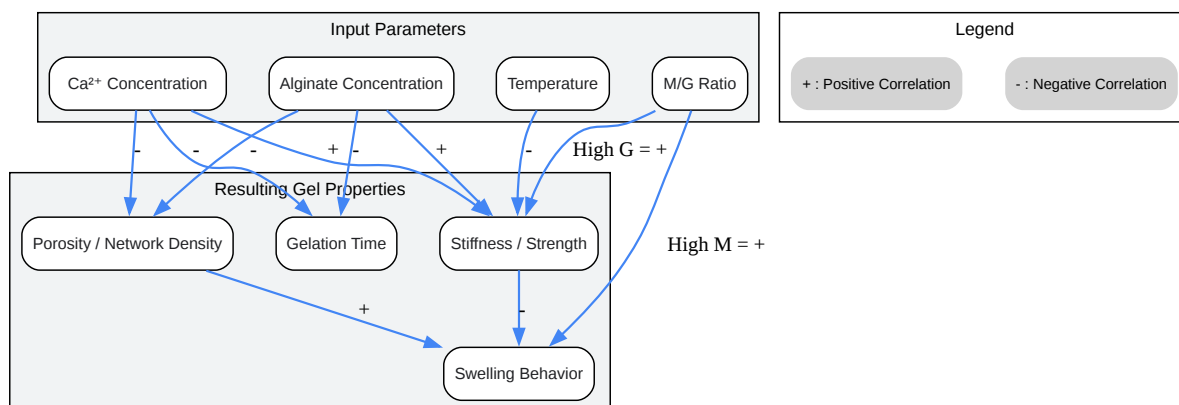 Input Parameters
Legend
Ca²⁺ Concentration
Alginate Concentration
Temperature
M/G Ratio
+ : Positive Correlation
- : Negative Correlation
-
-
-
+
-
+
-
High G = +
Resulting Gel Properties
Porosity / Network Density
Gelation Time
Stiffness / Strength
High M = +
+
-
Swelling Behavior